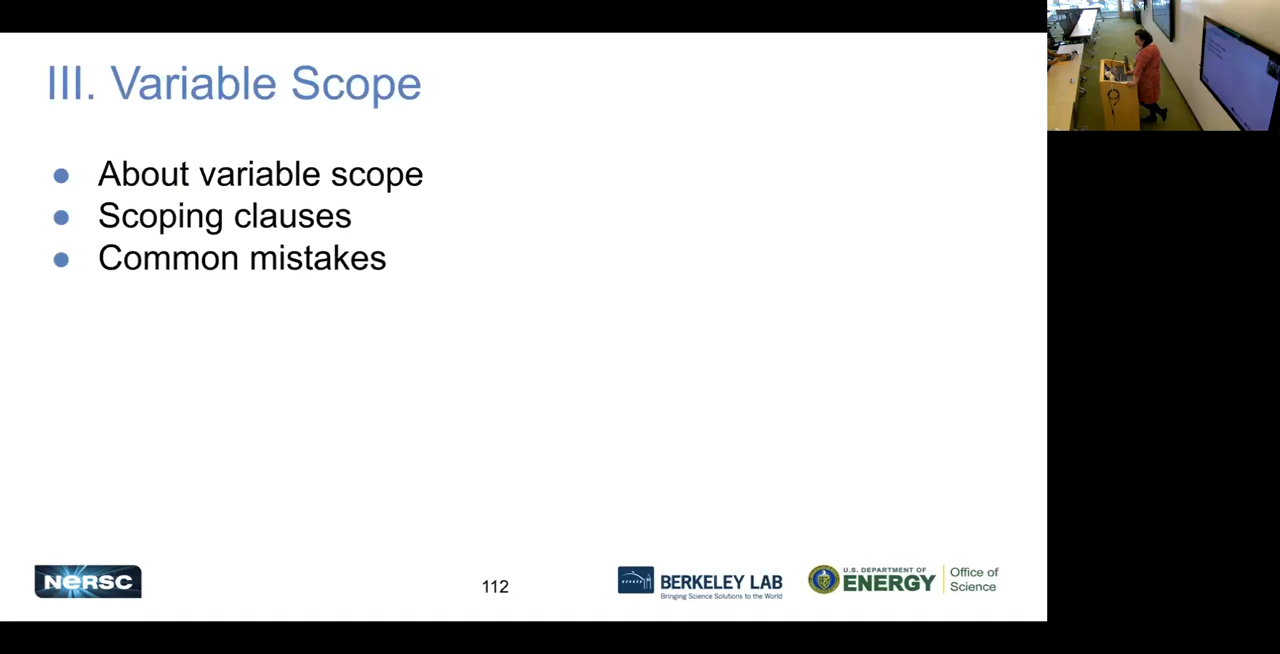 III. Variable Scope
● About variable scope
● Scoping clauses
● Common mistakes
NERSC
112
BERKELEY LAB
Bringing Science Solutions to the World
U.S. DEPARTMENT OF
ENERGY
Office of
Science